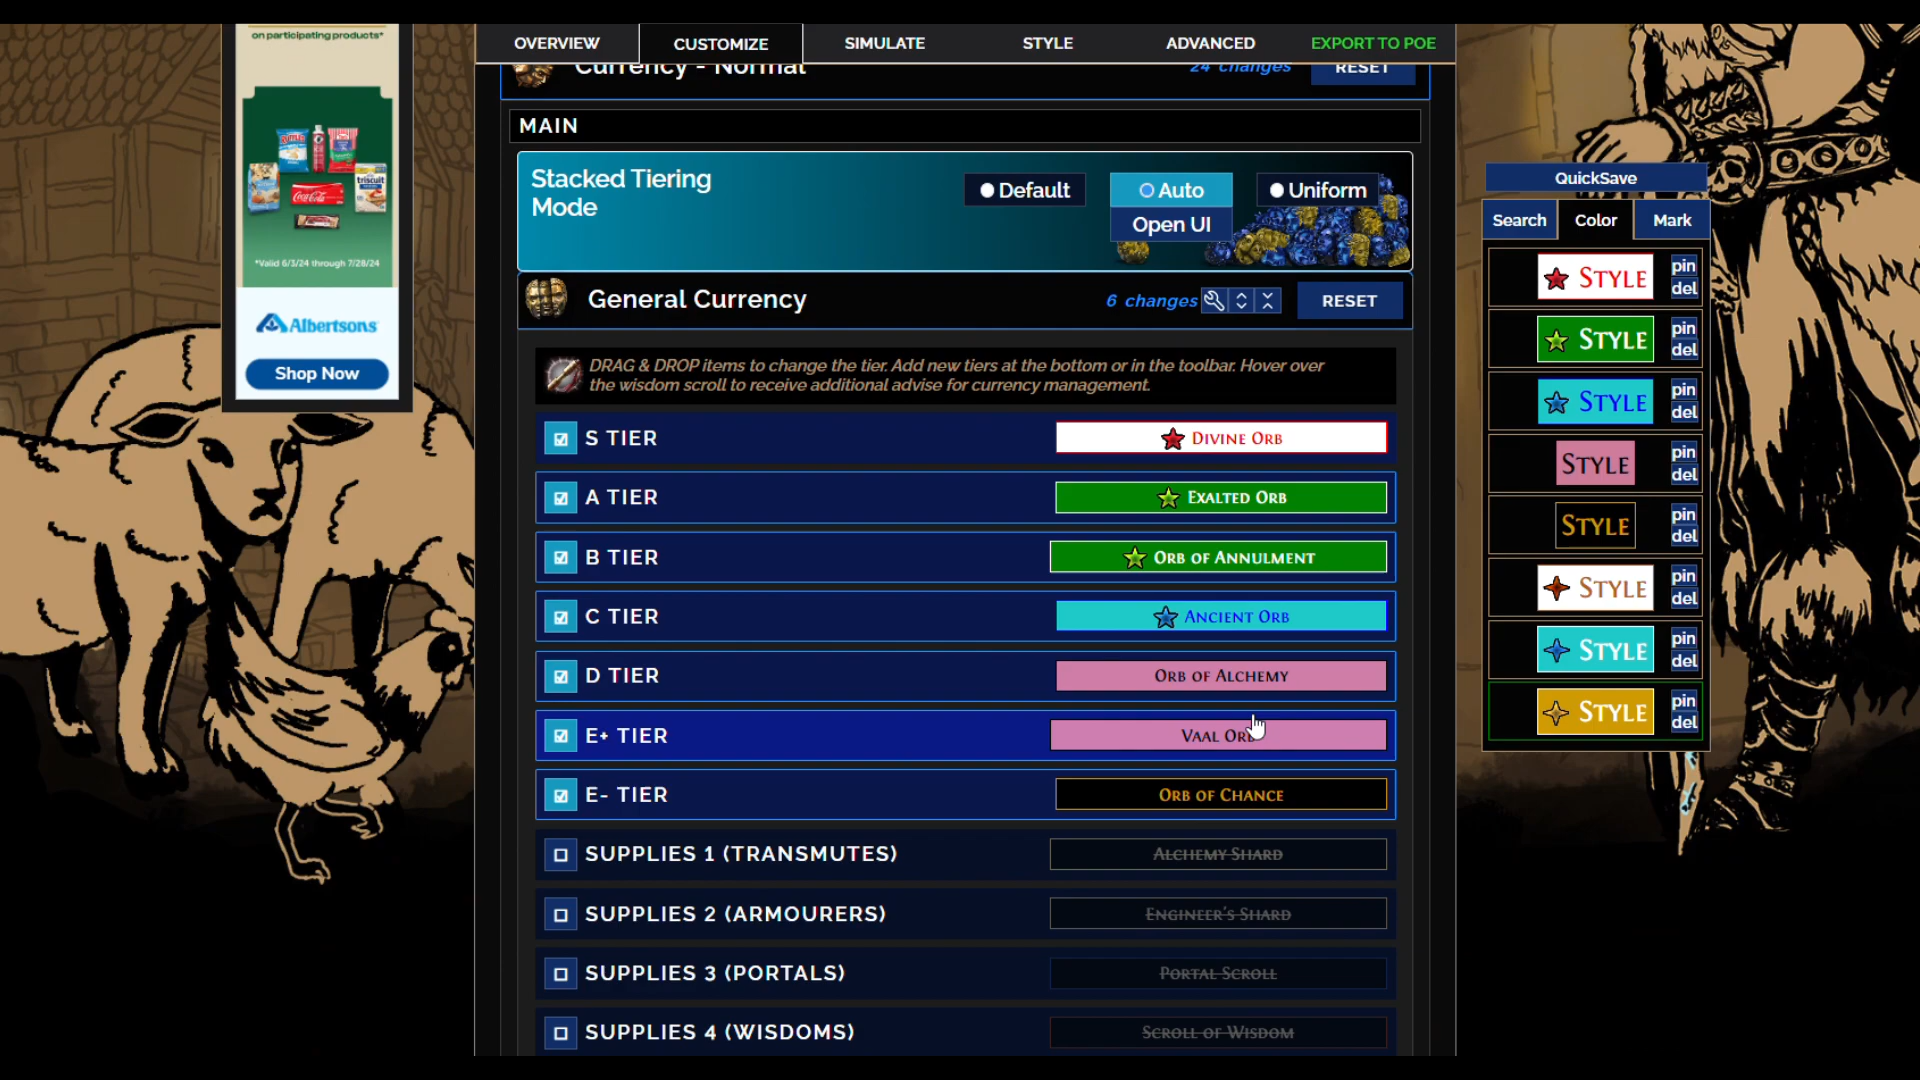 on participating products*
*Valid 6/3/24 through 7/28/24
Albertsons
Shop Now
OVERVIEW
CUSTOMIZE
SIMULATE
STYLE
ADVANCED
EXPORT TO POE
Currency - Normal
24 changes
RESET
MAIN
Stacked Tiering
Mode
Default
Auto
Uniform
Open UI
General Currency
6 changes
RESET
DRAG & DROP items to change the tier. Add new tiers at the bottom or in the toolbar. Hover over
the wisdom scroll to receive additional advise for currency management.
S TIER
Divine Orb
A TIER
Exalted Orb
B TIER
Orb of Annulment
C TIER
Ancient Orb
D TIER
Orb of Alchemy
E+ TIER
Vaal Orb
E- TIER
Orb of Chance
SUPPLIES 1 (TRANSMUTES)
Alchemy Shard
SUPPLIES 2 (ARMOURERS)
Engineer's Shard
SUPPLIES 3 (PORTALS)
Portal Scroll
SUPPLIES 4 (WISDOMS)
Scroll of Wisdom
QuickSave
Search
Color
Mark
Style
pin
del
Style
pin
del
Style
pin
del
Style
pin
del
Style
pin
del
Style
pin
del
Style
pin
del
Style
pin
del